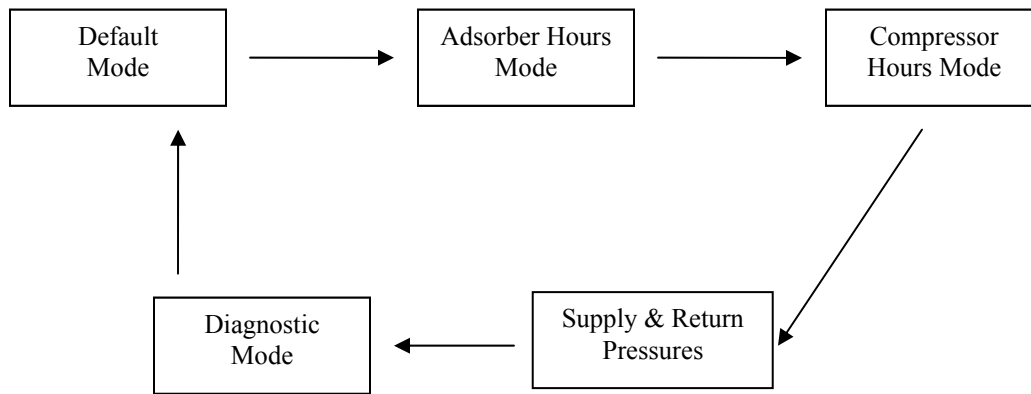 Default
Mode
Adsorber Hours
Mode
Compressor
Hours Mode
Supply & Return
Pressures
Diagnostic
Mode